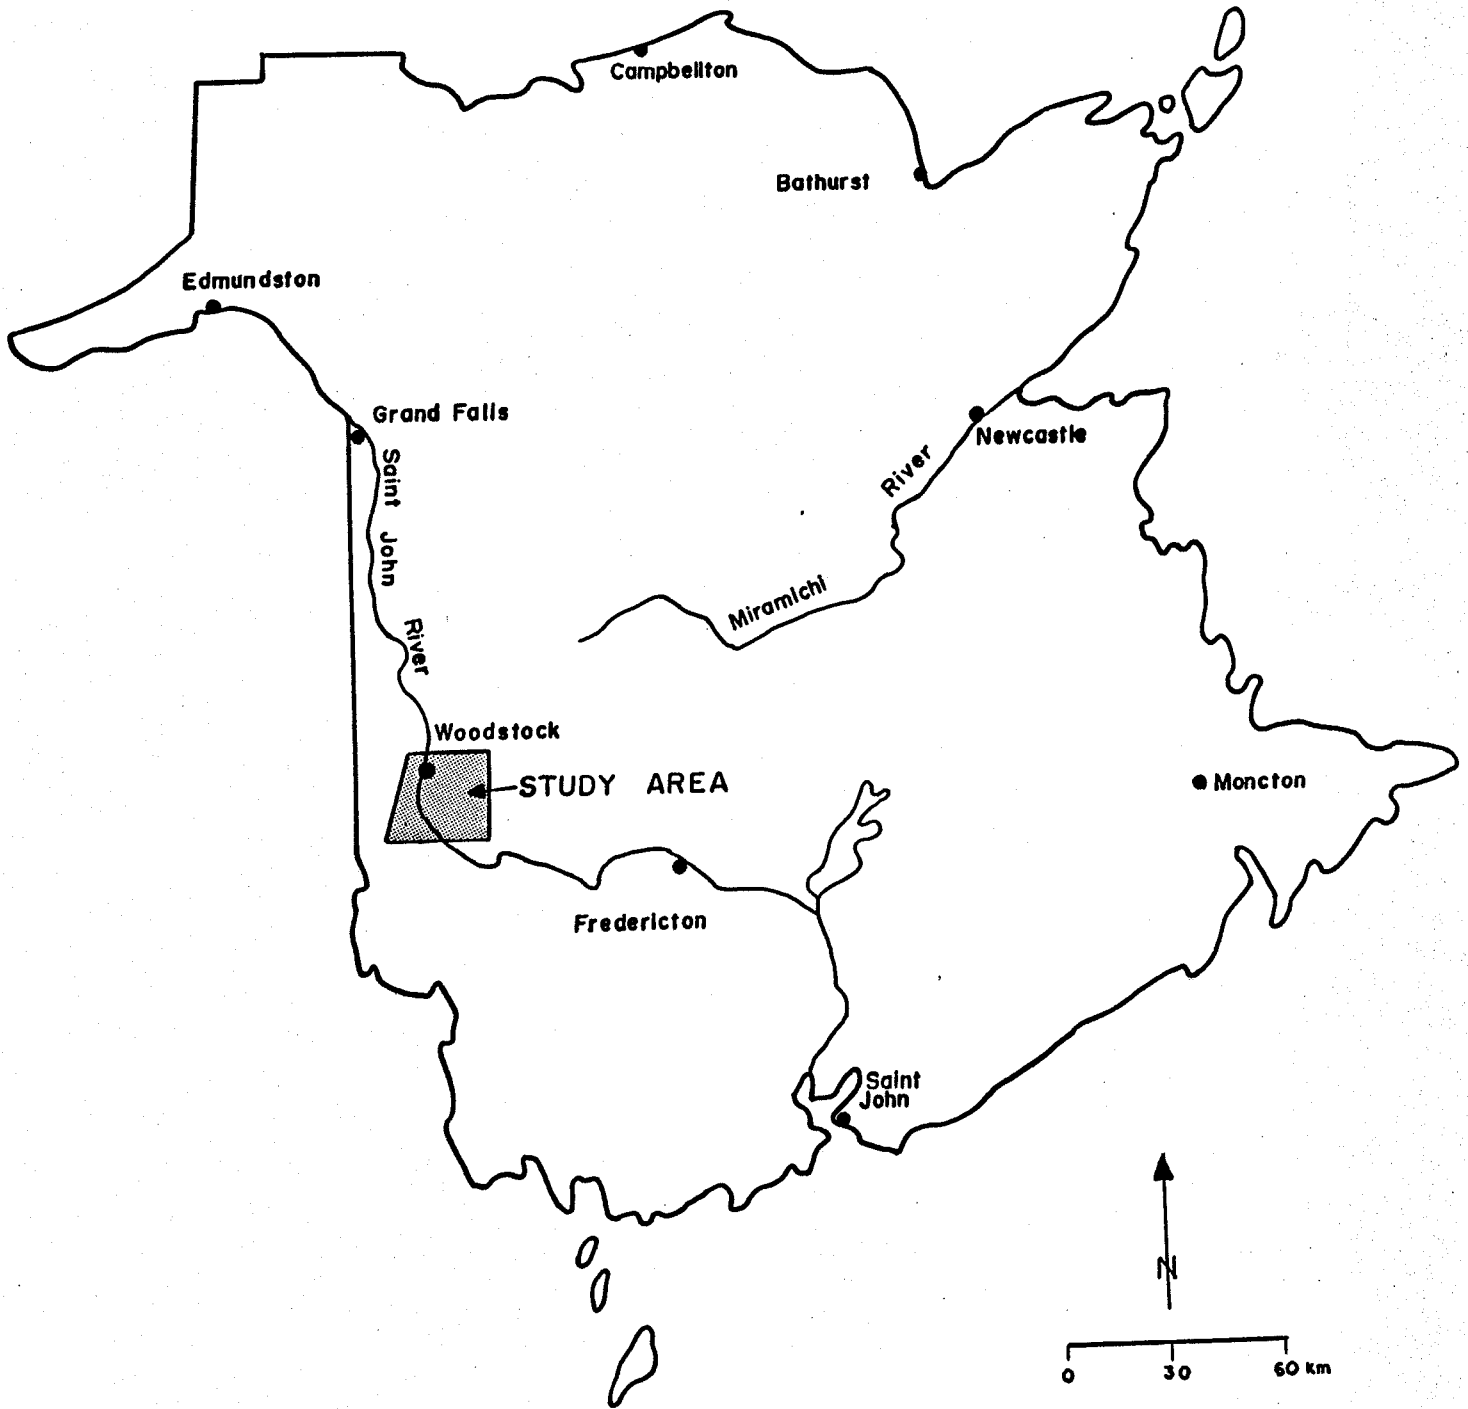 Campbellton
Bathurst
Edmundston
Grand Falls
Saint John River
Newcastle
Miramichi River
Woodstock
STUDY AREA
Moncton
Fredericton
Saint
John
N
0 30 60 km